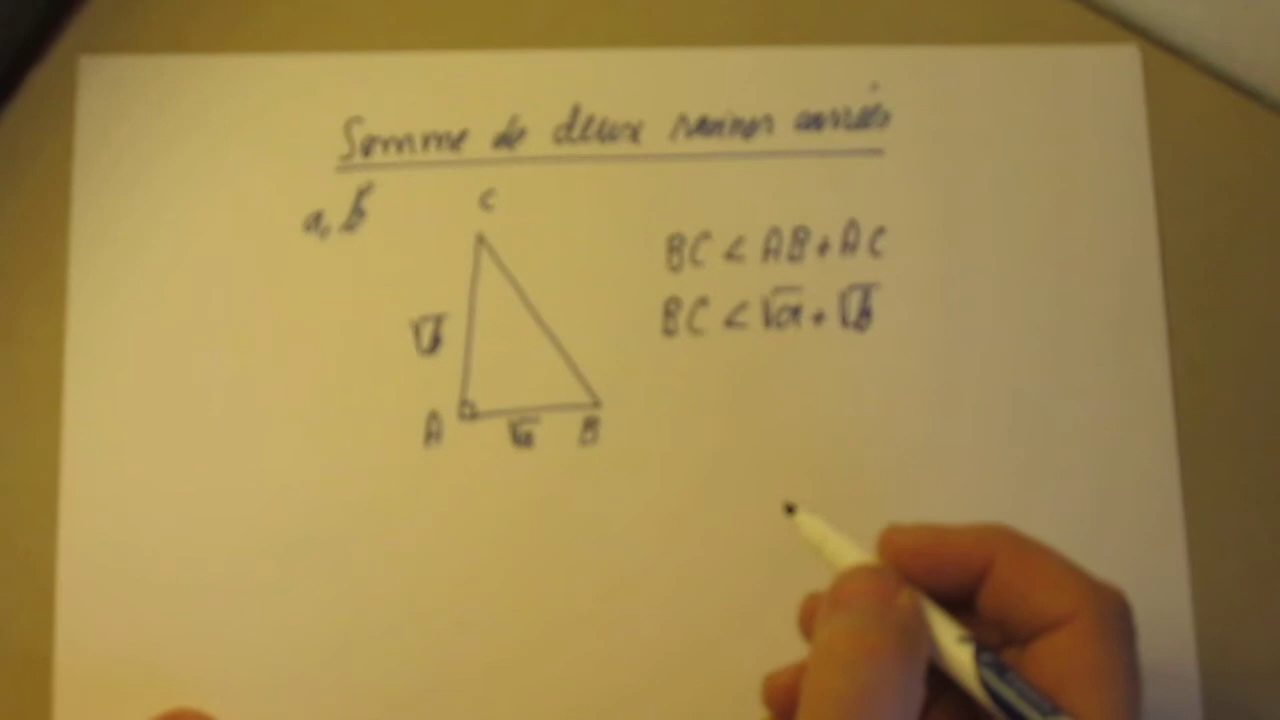 Somme de deux racines carrées
a, b
C
BC < AB + AC
√b
BC < √a + √b
A √a B